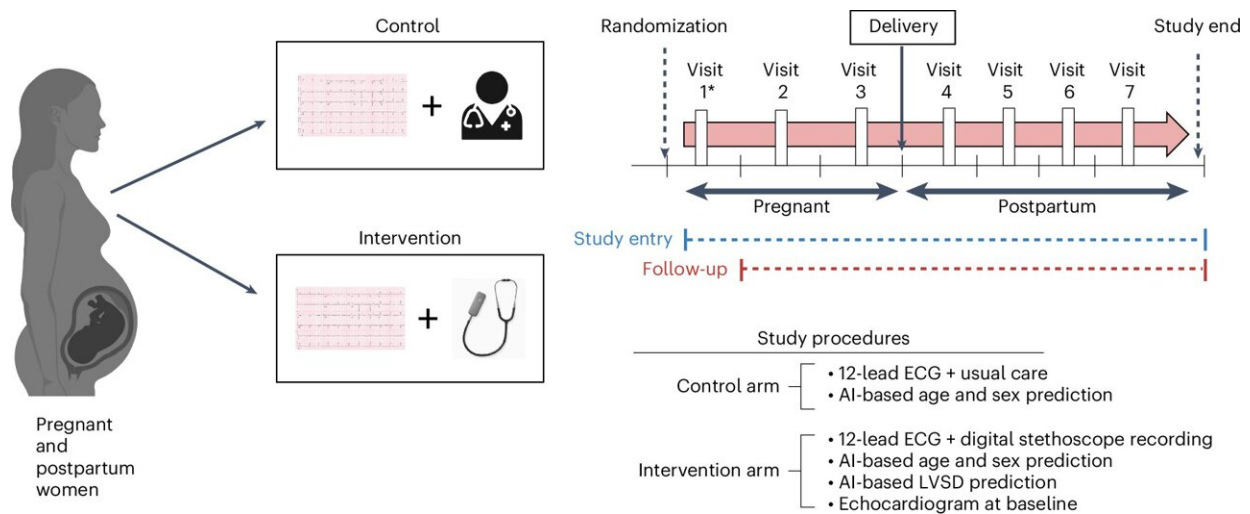 Control
+
Intervention
+
Pregnant
and
postpartum
women
Randomization
Delivery
Study end
Visit
1*
Visit
2
Visit
3
Visit
4
Visit
5
Visit
6
Visit
7
Pregnant
Postpartum
Study entry
Follow-up
Study procedures
Control arm
• 12-lead ECG + usual care
• AI-based age and sex prediction
Intervention arm
• 12-lead ECG + digital stethoscope recording
• AI-based age and sex prediction
• AI-based LVSD prediction
• Echocardiogram at baseline